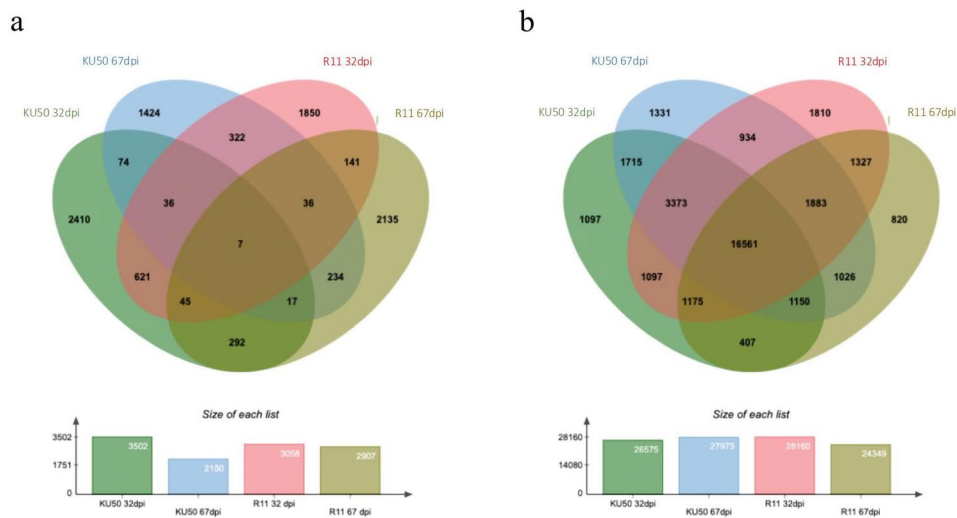 a
b
KU50 67dpi
R11 32dpi
KU50 32dpi
R11 67dpi
1424
1850
322
74
141
36
36
2410
2135
7
621
234
45
17
292
Size of each list
3502
1751
0
3502
2150
3058
2907
KU50 32dpi
KU50 67dpi
R11 32 dpi
R11 67 dpi
KU50 67dpi
R11 32dpi
KU50 32dpi
R11 67dpi
1331
1810
934
1715
1327
3373
1883
1097
820
16561
1097
1026
1175
1150
407
Size of each list
28160
14080
0
26575
27973
28160
24349
KU50 32dpi
KU50 67dpi
R11 32dpi
R11 67dpi